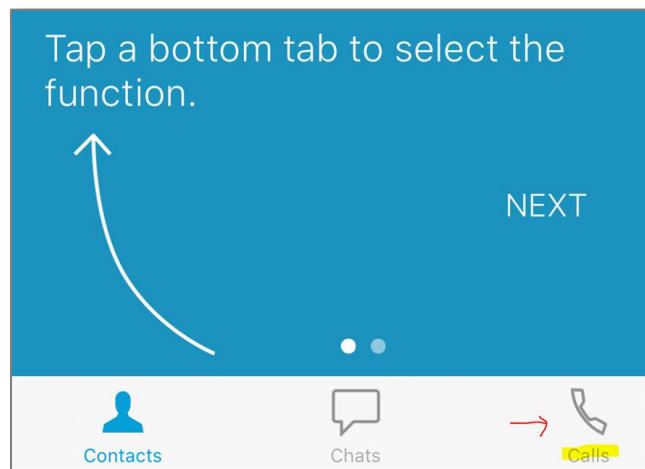 Tap a bottom tab to select the
function.
NEXT
Contacts
Chats
Calls